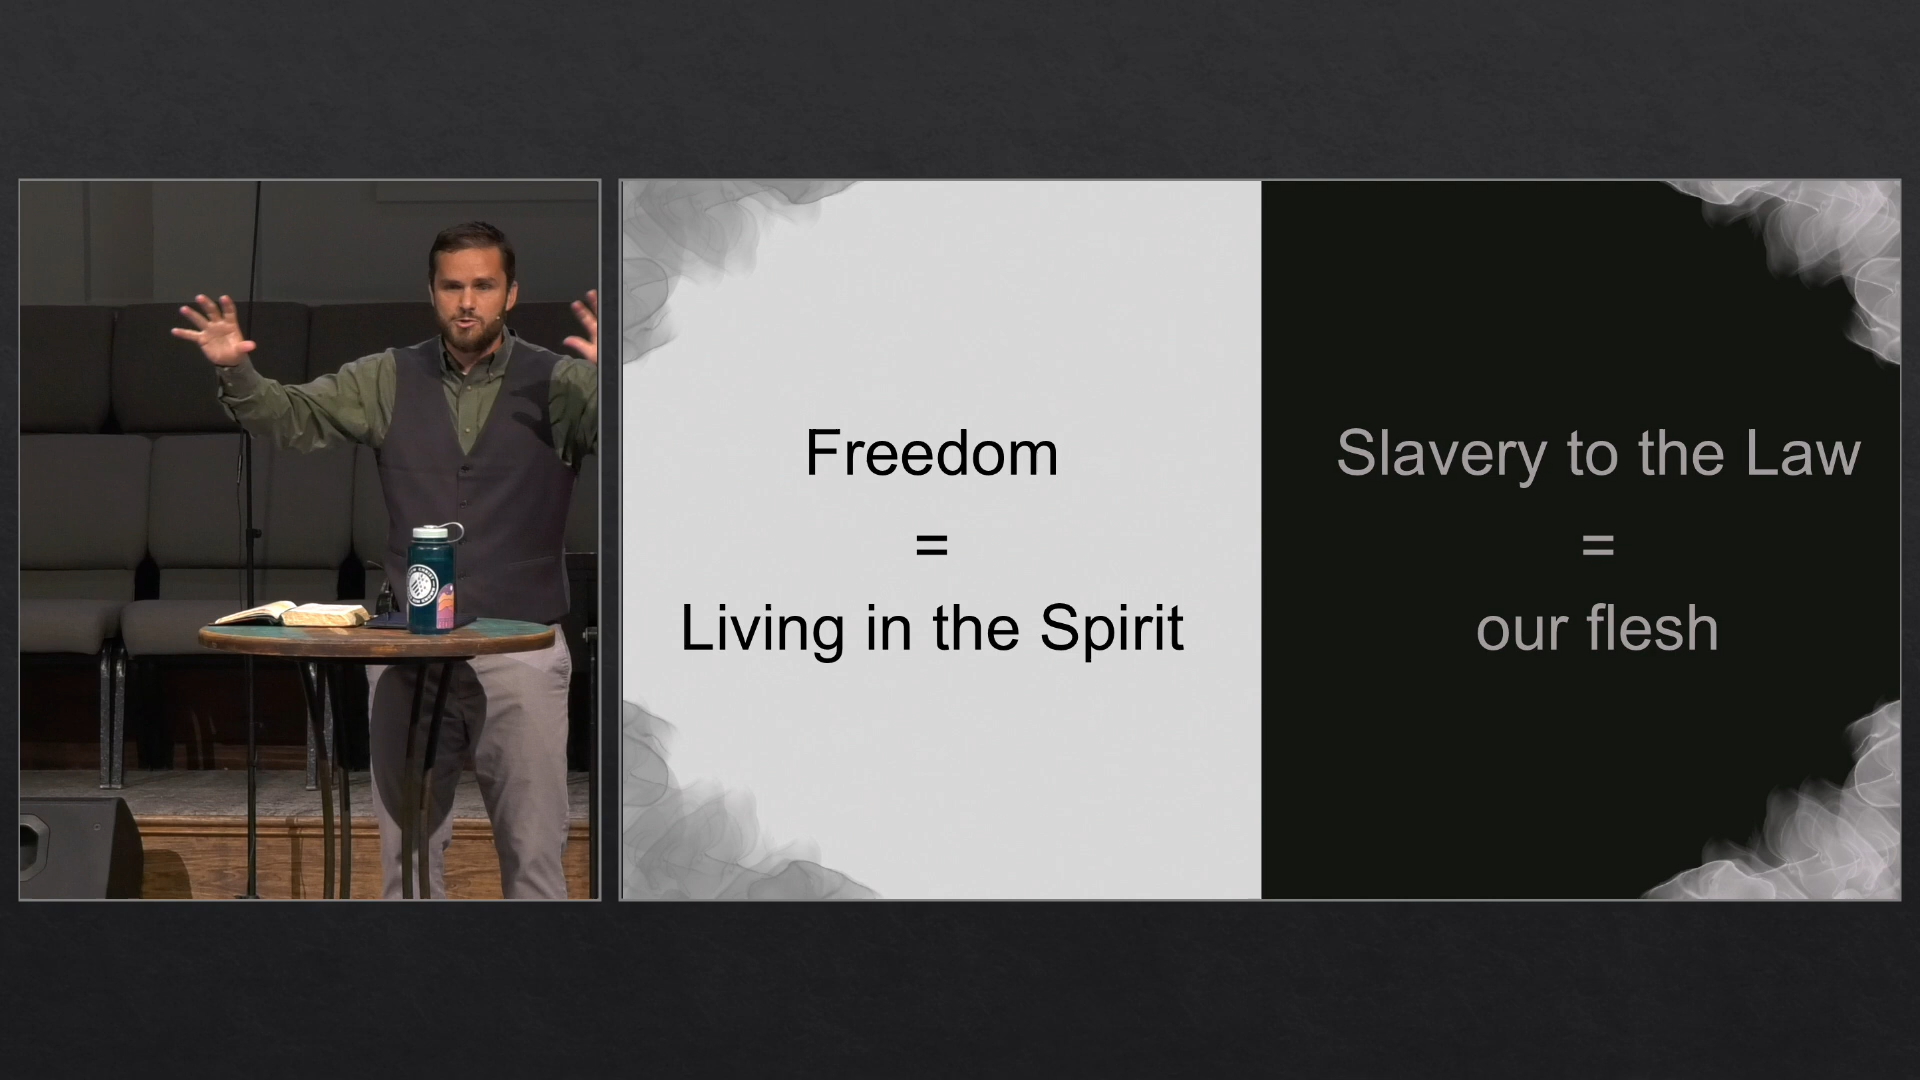 Freedom
=
Living in the Spirit
Slavery to the Law
=
our flesh